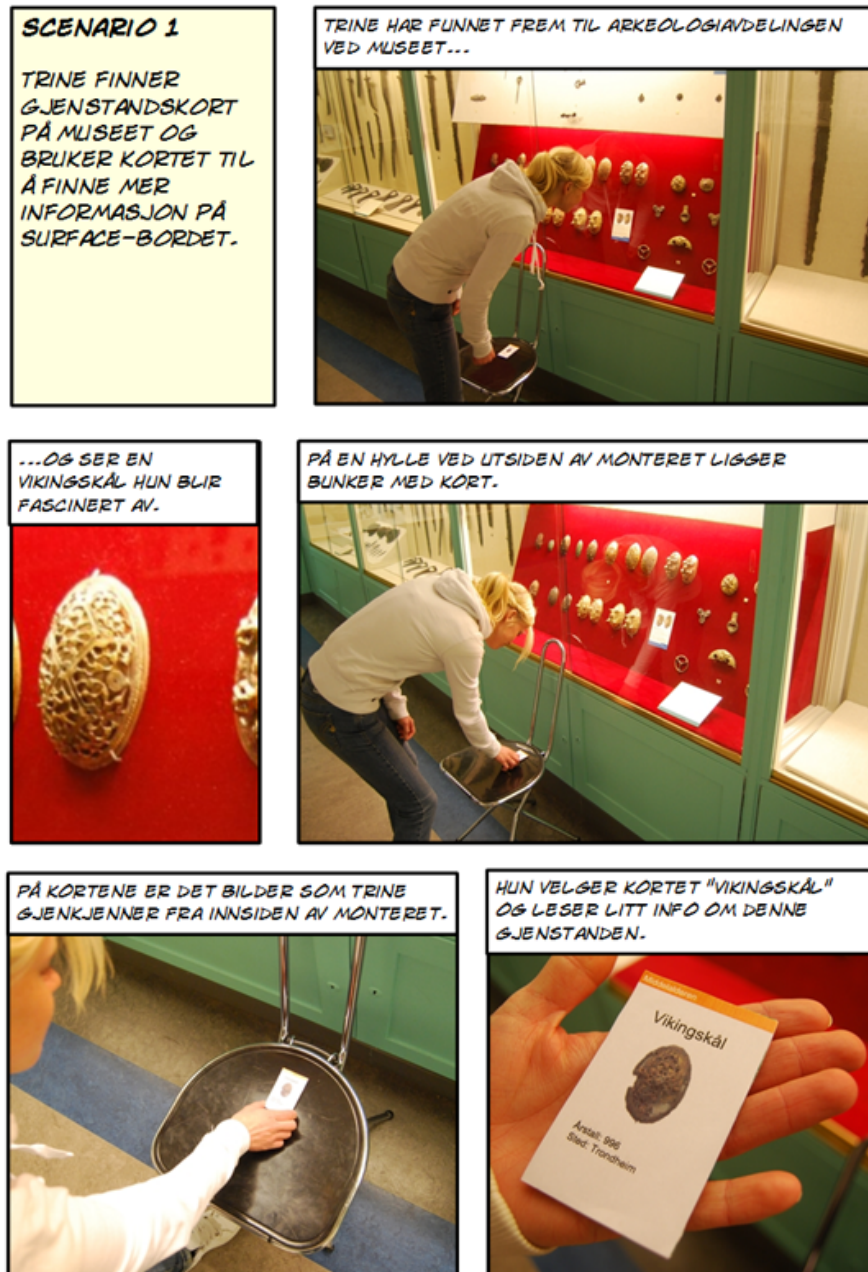 SCENARIO 1
TRINE FINNER
GJENSTANDSKORT
PÅ MUSEET OG
BRUKER KORTET TIL
Å FINNE MER
INFORMASJON PÅ
SURFACE-BORDET.
TRINE HAR FUNNET FREM TIL ARKEOLOGIAVDELINGEN
VED MUSEET...
...OG SER EN
VIKINGSKÅL HUN BLIR
FASCINERT AV.
PÅ EN HYLLE VED UTSIDEN AV MONTERET LIGGER
BUNKER MED KORT.
PÅ KORTENE ER DET BILDER SOM TRINE
GJENKJENNER FRA INNSIDEN AV MONTERET.
HUN VELGER KORTET "VIKINGSKÅL"
OG LESER LITT INFO OM DENNE
GJENSTANDEN.
Middelalderen
Vikingskål
Årstall: 996
Sted: Trondheim